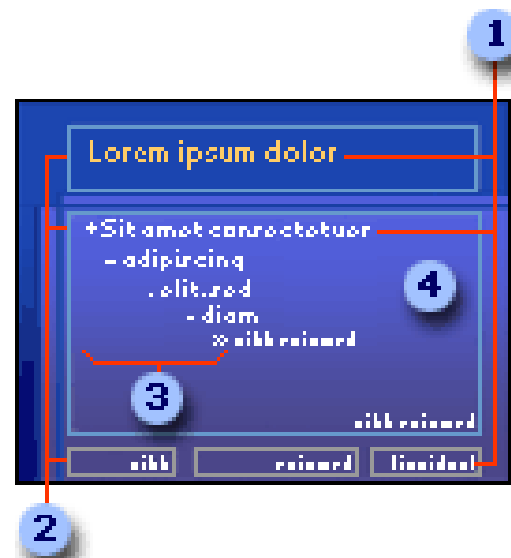 1
Lorem ipsum dolor
+Sit amet consectetuer
- adipiscing
4
. elit, sed
- diam
» nibh euismod
3
nibh euismod
nibh euismod tincidunt
2